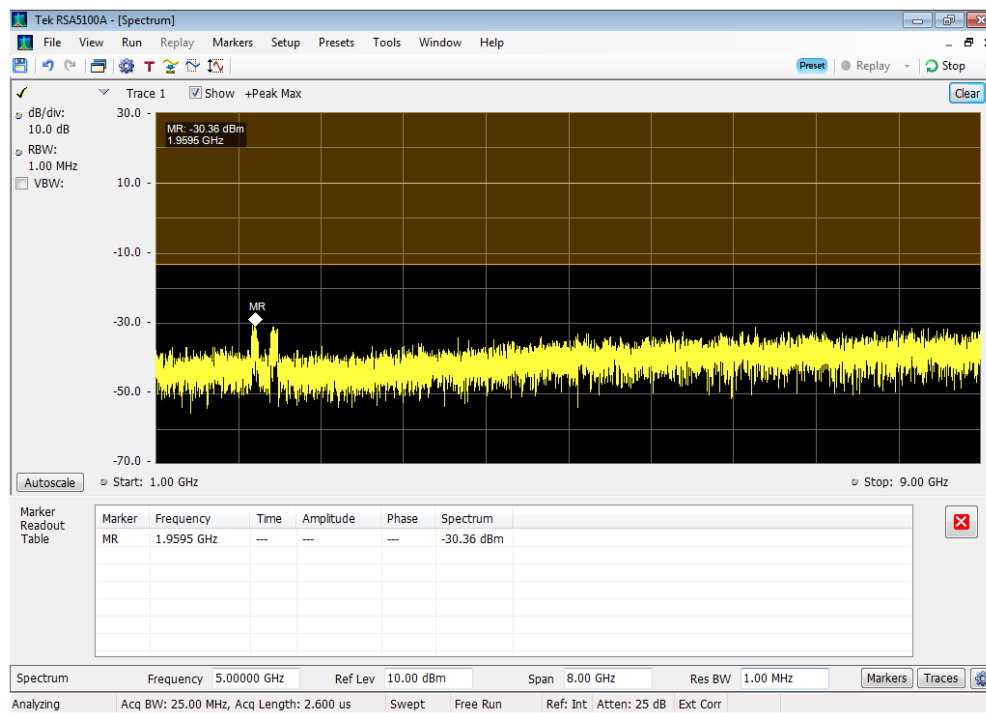 Tek RSA5100A - [Spectrum]
File View Run Replay Markers Setup Presets Tools Window Help
T Preset Replay Stop
Trace 1 Show +Peak Max Clear
dB/div: 30.0 -
10.0 dB
MR: -30.36 dBm
1.9595 GHz
RBW:
1.00 MHz
VBW: 10.0 -
-10.0 -
MR
-30.0 -
-50.0 -
-70.0 -
Autoscale Start: 1.00 GHz Stop: 9.00 GHz
Marker
Readout
Table
Marker Frequency Time Amplitude Phase Spectrum
MR 1.9595 GHz --- --- --- -30.36 dBm
Spectrum Frequency 5.00000 GHz Ref Lev 10.00 dBm Span 8.00 GHz Res BW 1.00 MHz Markers Traces
Analyzing Acq BW: 25.00 MHz, Acq Length: 2.600 us Swept Free Run Ref: Int Atten: 25 dB Ext Corr